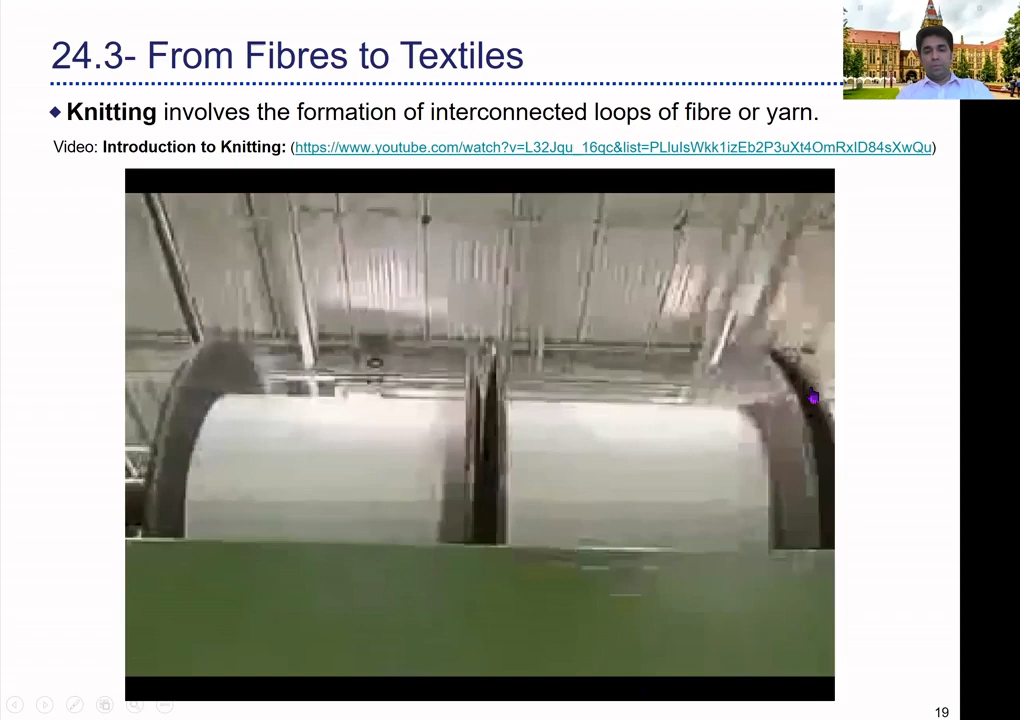 24.3- From Fibres to Textiles
Knitting involves the formation of interconnected loops of fibre or yarn.
Video: Introduction to Knitting: (https://www.youtube.com/watch?v=L32Jqu_16qc&list=PLluIsWkk1izEb2P3uXt4OmRxID84sXwQu)
19